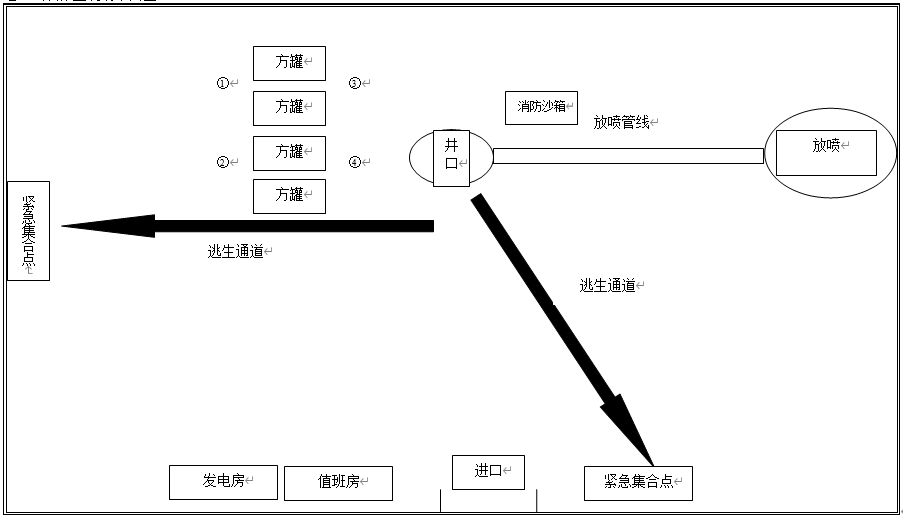 方罐
①
③
方罐
消防沙箱
放喷管线
井口
放喷
方罐
②
④
方罐
紧急集合点
逃生通道
逃生通道
发电房
值班房
进口
紧急集合点